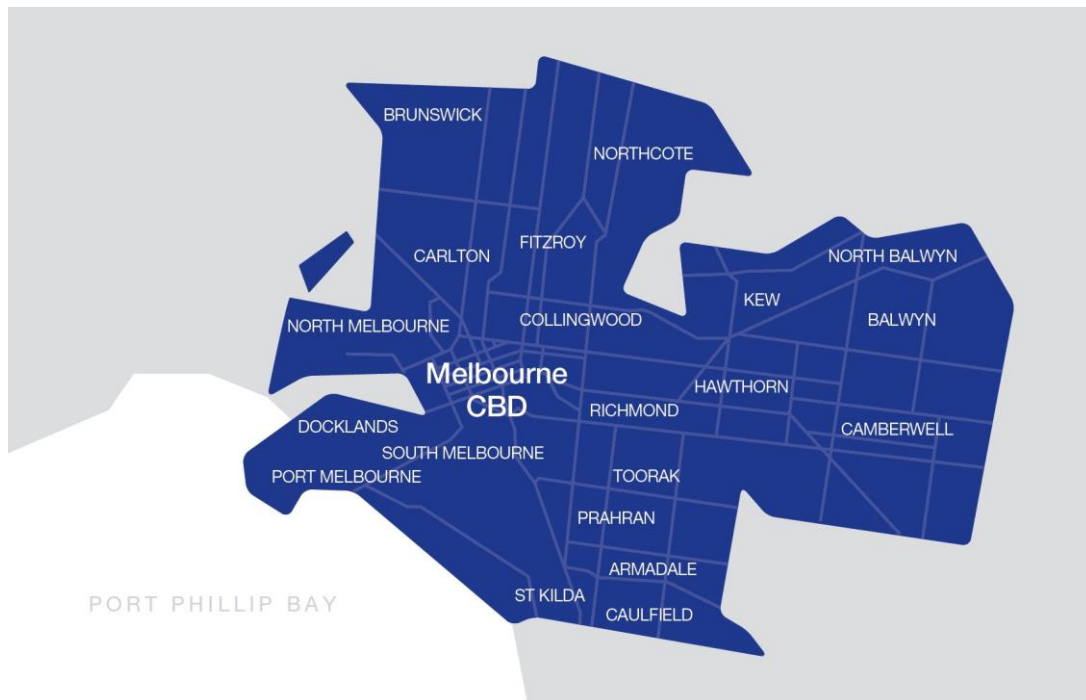 BRUNSWICK
NORTHCOTE
FITZROY
CARLTON
NORTH BALWYN
KEW
BALWYN
NORTH MELBOURNE
COLLINGWOOD
Melbourne
CBD
HAWTHORN
RICHMOND
DOCKLANDS
CAMBERWELL
SOUTH MELBOURNE
PORT MELBOURNE
TOORAK
PRAHRAN
ARMADALE
ST KILDA
CAULFIELD
PORT PHILLIP BAY